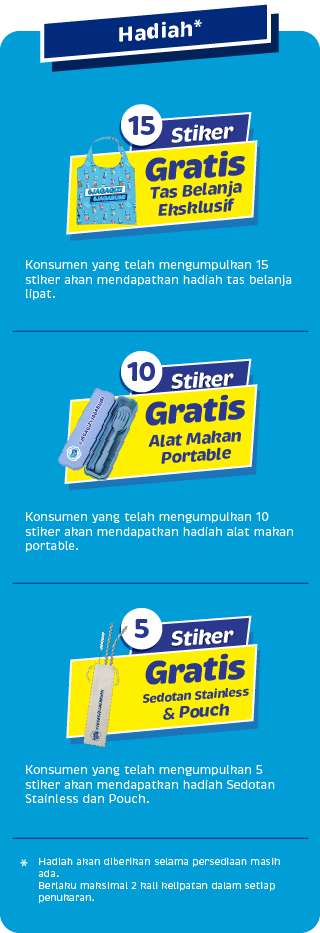 Hadiah*
15 Stiker
Gratis
Tas Belanja
Eksklusif
Konsumen yang telah mengumpulkan 15
stiker akan mendapatkan hadiah tas belanja
lipat.
10 Stiker
Gratis
Alat Makan
Portable
Konsumen yang telah mengumpulkan 10
stiker akan mendapatkan hadiah alat makan
portable.
5 Stiker
Gratis
Sedotan Stainless
& Pouch
Konsumen yang telah mengumpulkan 5
stiker akan mendapatkan hadiah Sedotan
Stainless dan Pouch.
* Hadiah akan diberikan selama persediaan masih
ada.
Berlaku maksimal 2 kali kelipatan dalam setiap
penukaran.